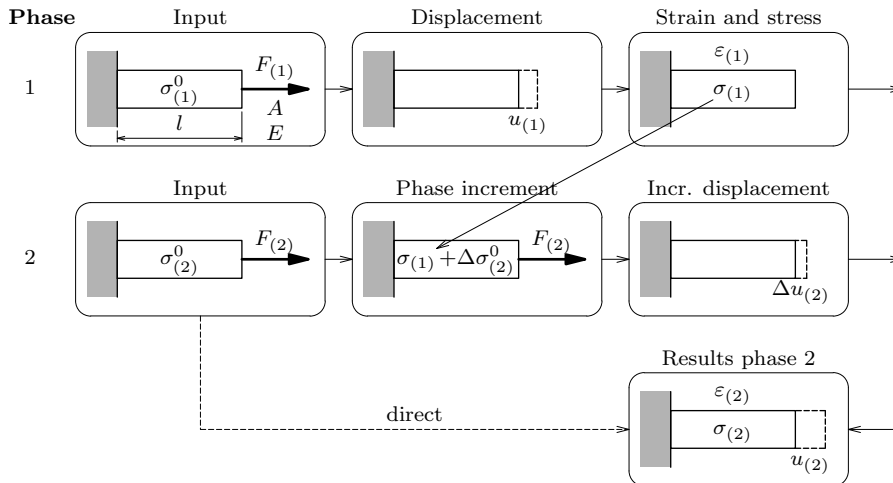 Phase Input Displacement Strain and stress
1 σ⁰₍₁₎ F₍₁₎ A E l u₍₁₎ ε₍₁₎ σ₍₁₎
Input Phase increment Incr. displacement
2 σ⁰₍₂₎ F₍₂₎ σ₍₁₎ + Δσ⁰₍₂₎ F₍₂₎ Δu₍₂₎
Results phase 2
direct ε₍₂₎ σ₍₂₎ u₍₂₎